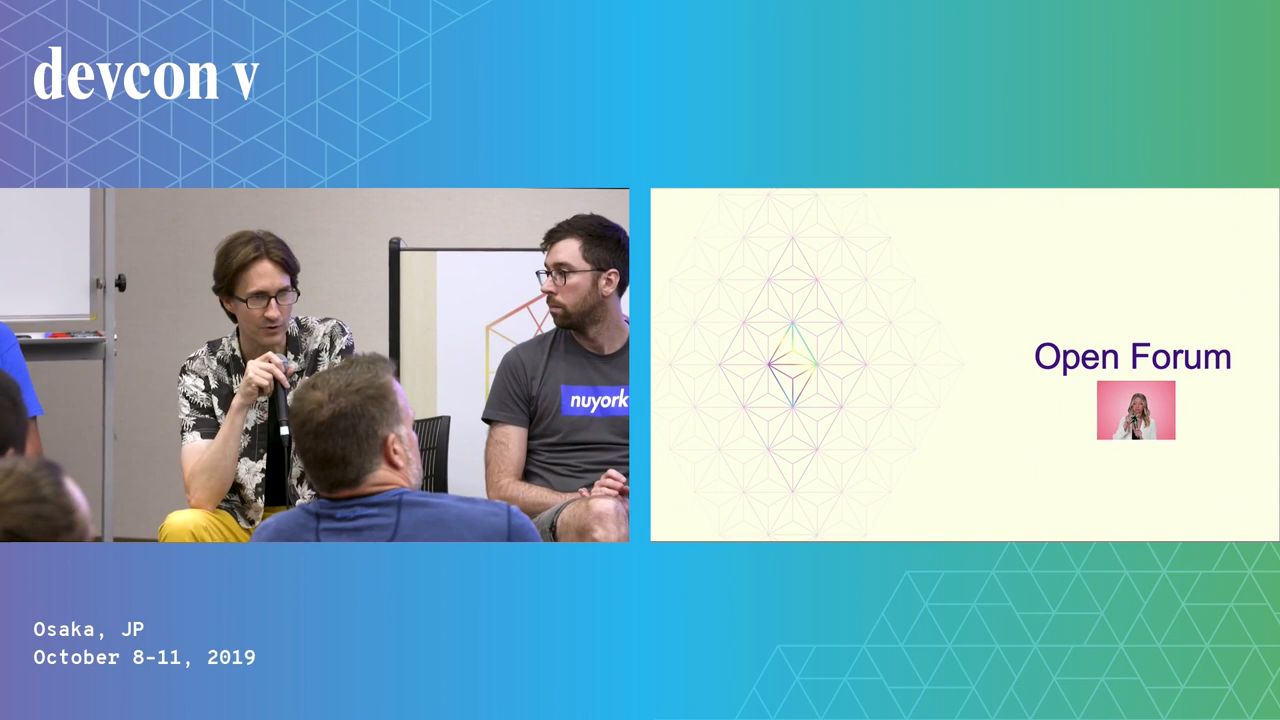 devcon v
nuyork
Open Forum
Osaka, JP
October 8-11, 2019